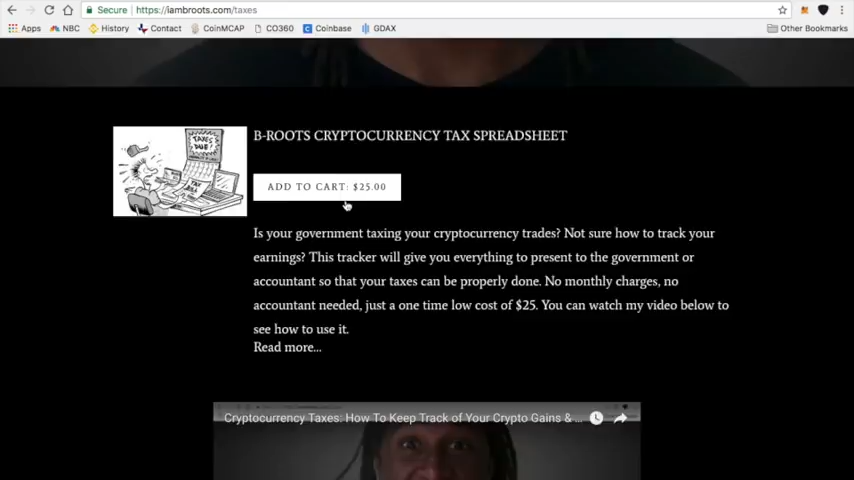 Secure
https://iambroots.com/taxes
Apps
NBC
History
Contact
CoinMCAP
CO360
Coinbase
GDAX
Other Bookmarks
TAXES DUE!
B-ROOTS CRYPTOCURRENCY TAX SPREADSHEET
ADD TO CART: $25.00
Is your government taxing your cryptocurrency trades? Not sure how to track your
earnings? This tracker will give you everything to present to the government or
accountant so that your taxes can be properly done. No monthly charges, no
accountant needed, just a one time low cost of $25. You can watch my video below to
see how to use it.
Read more...
Cryptocurrency Taxes: How To Keep Track of Your Crypto Gains & ...